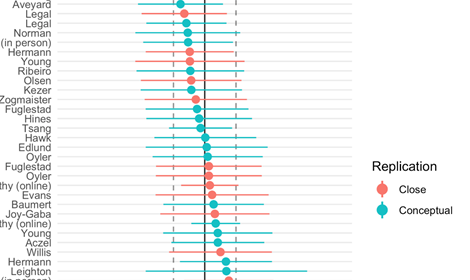 Aveyard
Legal
Legal
Norman
(in person)
Hermann
Young
Ribeiro
Olsen
Kezer
Zogmaister
Fuglestad
Hines
Tsang
Hawk
Edlund
Oyler
Fuglestad
Oyler
thy (online)
Evans
Baumert
Joy-Gaba
thy (online)
Young
Aczel
Willis
Hermann
Leighton
Replication
Close
Conceptual